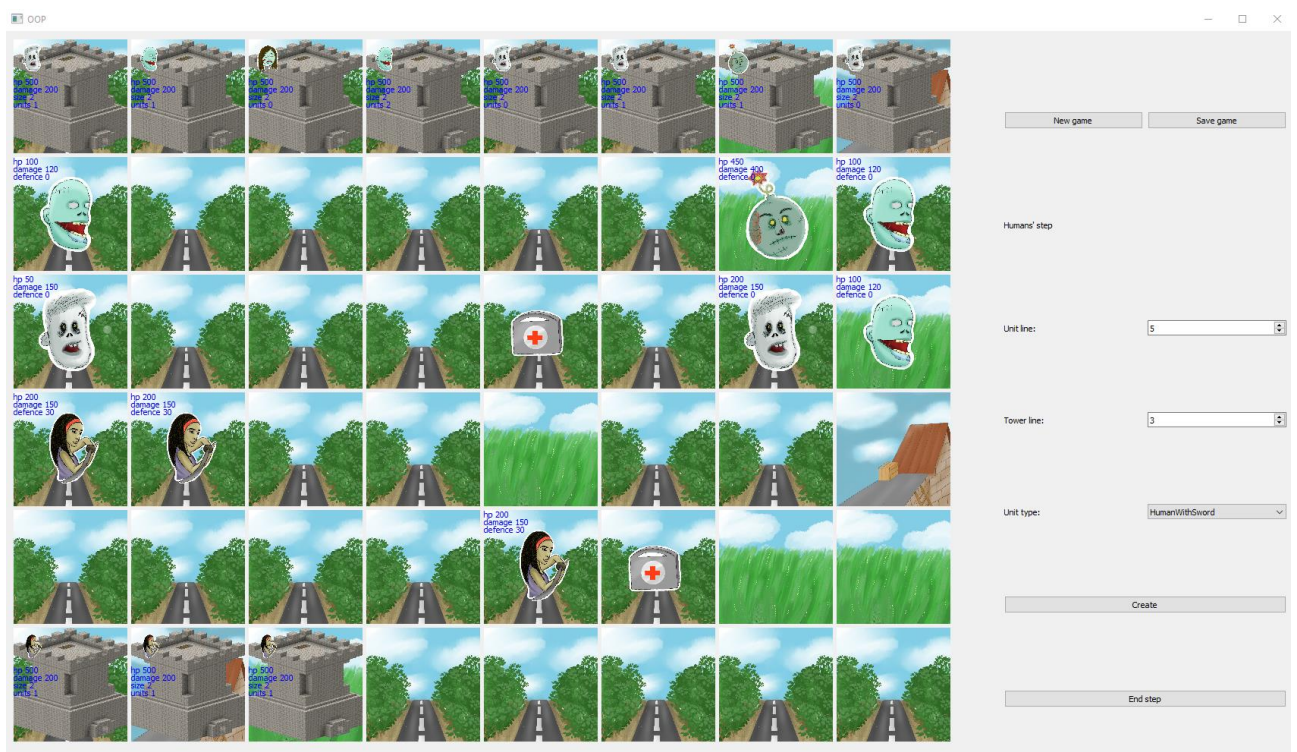 OOP
hp 500
damage 200
size 2
units 1
hp 500
damage 200
size 2
units 1
hp 500
damage 200
size 2
units 0
hp 500
damage 200
size 2
units 2
hp 500
damage 200
size 2
units 0
hp 500
damage 200
size 2
units 1
hp 500
damage 200
size 2
units 1
hp 500
damage 200
size 2
units 0
New game
Save game
hp 100
damage 120
defence 0
hp 450
damage 400
defence
hp 100
damage 120
defence 0
Humans' step
hp 50
damage 150
defence 0
hp 200
damage 150
defence 0
hp 100
damage 120
defence 0
Unit line:
5
hp 200
damage 150
defence 30
hp 200
damage 150
defence 30
Tower line:
3
hp 200
damage 150
defence 30
Unit type:
HumanWithSword
Create
hp 500
damage 200
size 2
units 1
hp 500
damage 200
size 2
units 1
hp 500
damage 200
size 2
units 1
End step